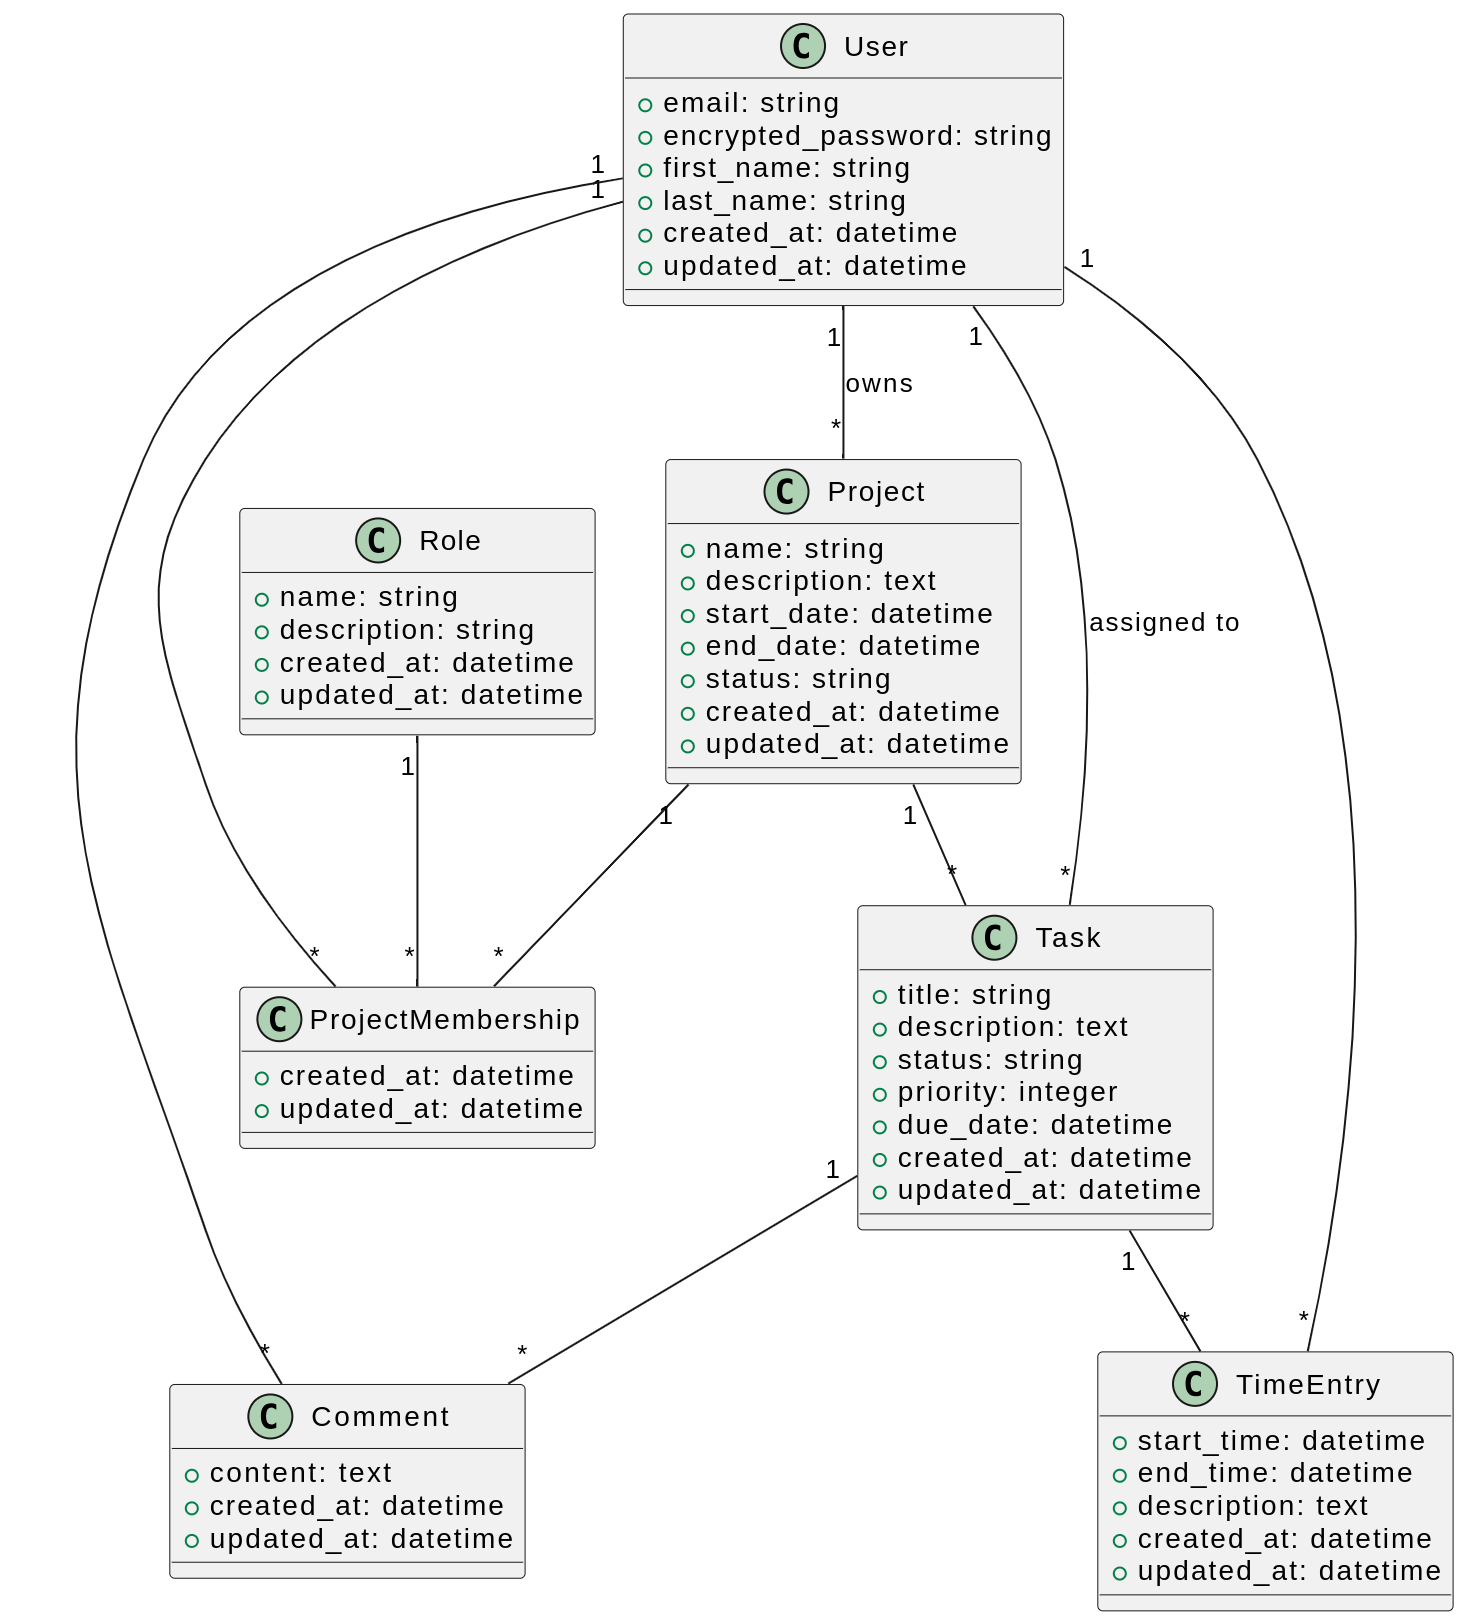 C User
email: string
encrypted_password: string
first_name: string
last_name: string
created_at: datetime
updated_at: datetime
1
1
1
1
1
owns
*
C Project
name: string
description: text
start_date: datetime
end_date: datetime
status: string
created_at: datetime
updated_at: datetime
C Role
name: string
description: string
created_at: datetime
updated_at: datetime
assigned to
1
1
1
*
*
*
*
*
C ProjectMembership
created_at: datetime
updated_at: datetime
C Task
title: string
description: text
status: string
priority: integer
due_date: datetime
created_at: datetime
updated_at: datetime
1
1
*
*
*
*
C Comment
content: text
created_at: datetime
updated_at: datetime
C TimeEntry
start_time: datetime
end_time: datetime
description: text
created_at: datetime
updated_at: datetime